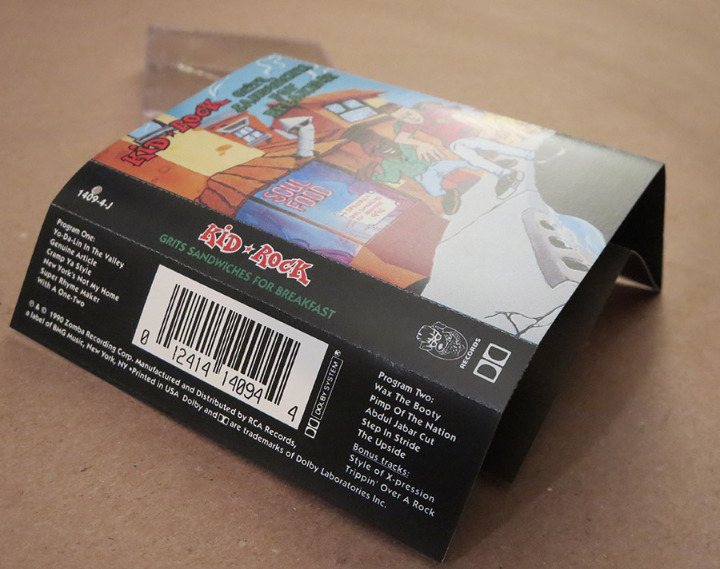 KiD ★ ROCK
GRITS
SANDWICHES
FOR
BREAKFAST
SOUL
FOOD
1409-4-J
KiD ★ ROCK
GRITS SANDWICHES FOR BREAKFAST
RECORDS
Program One:
Yo-Da-Lin In The Valley
Genuine Article
Cramp Ya Style
New York's Not My Home
Super Rhyme Maker
With A One-Two
0 12414 14094 4
DOLBY SYSTEM ®
Program Two:
Wax The Booty
Pimp Of The Nation
Abdul Jabar Cut
Step In Stride
The Upside
Bonus tracks:
Style of X-pression
Trippin' Over A Rock
℗ & © 1990 Zomba Recording Corp. Manufactured and Distributed by RCA Records,
a label of BMG Music, New York, NY •Printed in USA Dolby and are trademarks of Dolby Laboratories Inc.